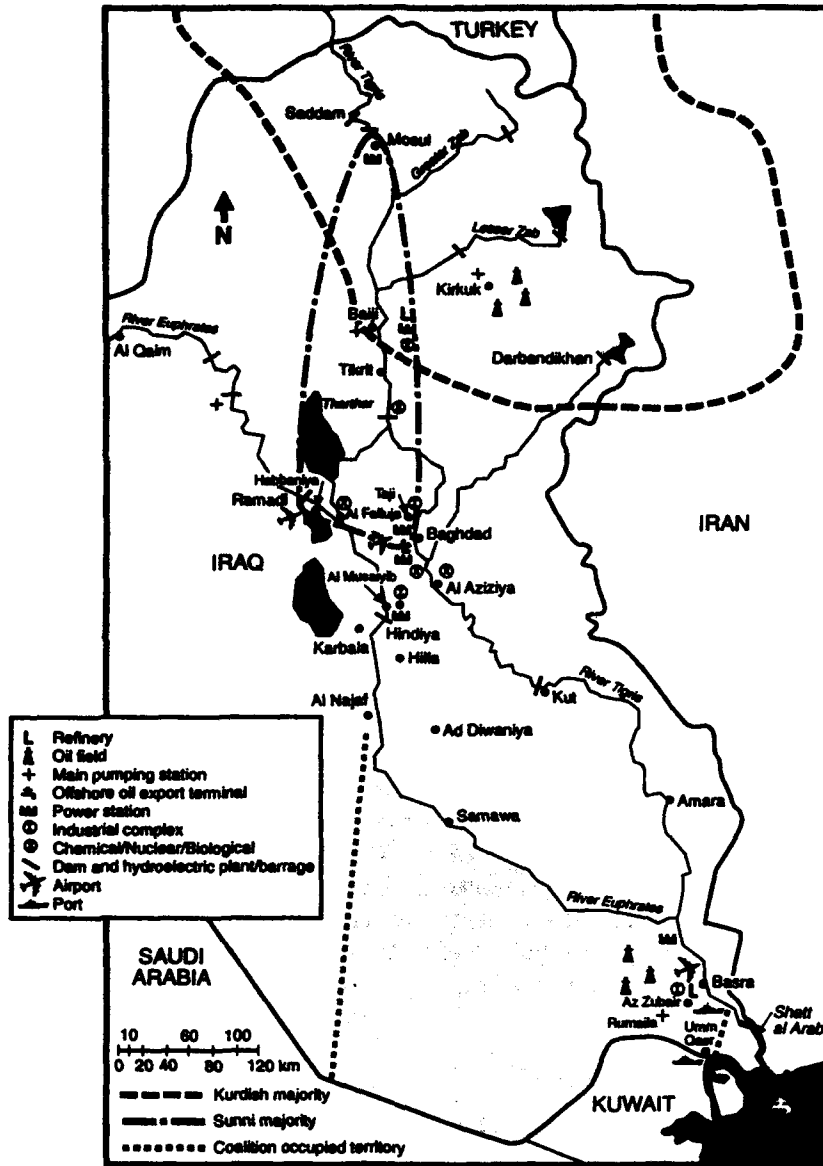 TURKEY
River Tigris
Saddam
Mosul
Greater Zab
N
Lesser Zab
Kirkuk
River Euphrates
Baiji
L
Al Qaim
Darbandikhan
Tikrit
Tharthar
Habbaniya
Ramadi
Taji
Al Falluja
Baghdad
IRAN
IRAQ
Al Musaiyib
Al Aziziya
Hindiya
Karbala
Hilla
River Tigris
Kut
Al Najaf
Ad Diwaniya
L Refinery
Oil field
Main pumping station
Offshore oil export terminal
Power station
Industrial complex
Chemical/Nuclear/Biological
Dam and hydroelectric plant/barrage
Airport
Port
Amara
Samawa
River Euphrates
SAUDI
ARABIA
Basra
L
Az Zubair
Rumaila
Umm
Qasr
Shatt
al Arab
10 60 100
0 20 40 80 120 km
KUWAIT
Kurdish majority
Sunni majority
Coalition occupied territory